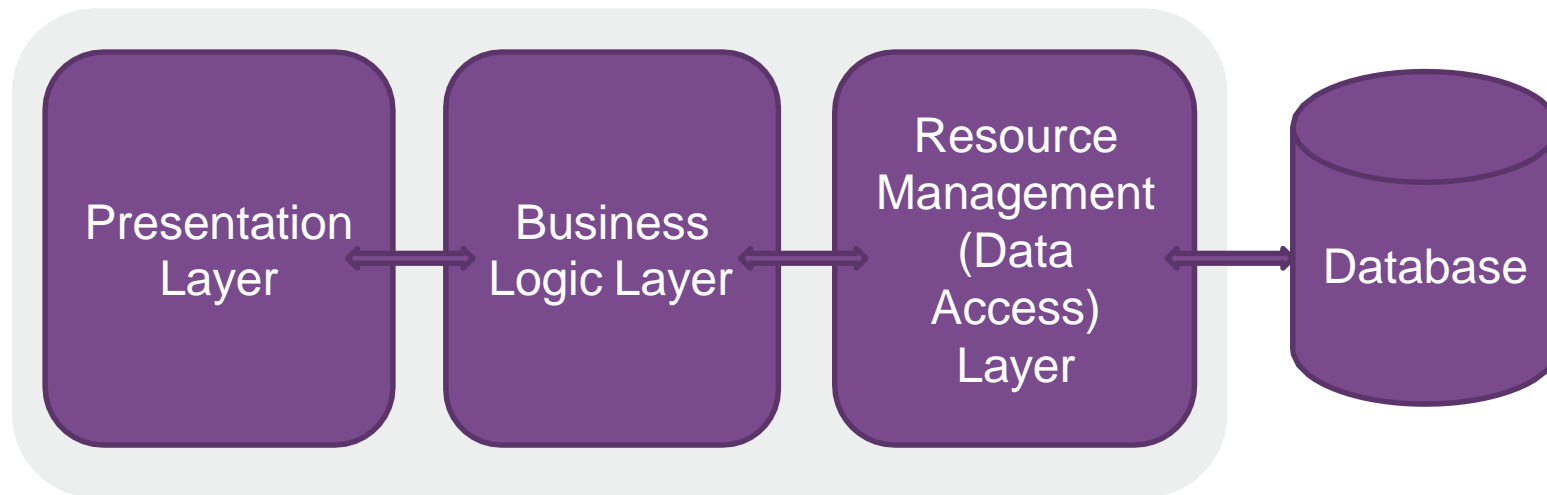 Presentation
Layer
Business
Logic Layer
Resource
Management
(Data
Access)
Layer
Database